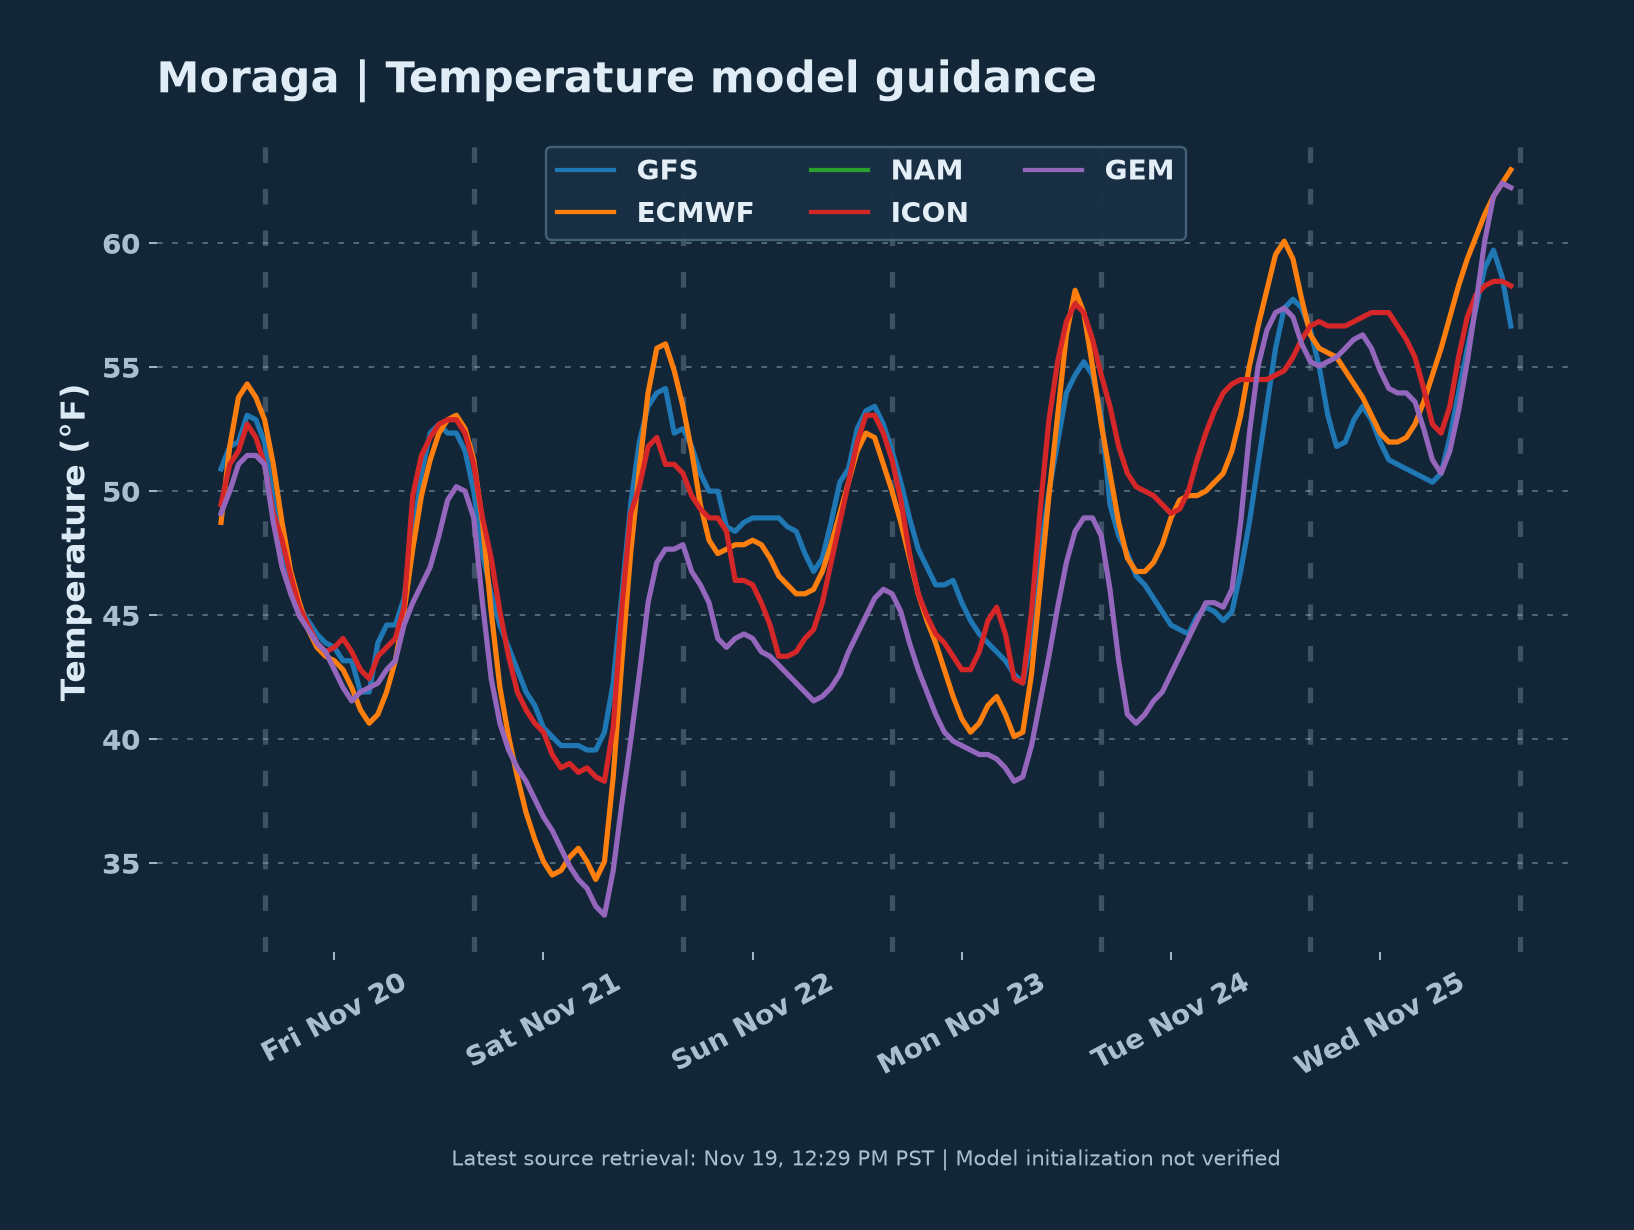 Moraga | Temperature model guidance
GFS NAM GEM
ECMWF ICON
Temperature (°F)
60
55
50
45
40
35
Fri Nov 20
Sat Nov 21
Sun Nov 22
Mon Nov 23
Tue Nov 24
Wed Nov 25
Latest source retrieval: Nov 19, 12:29 PM PST | Model initialization not verified